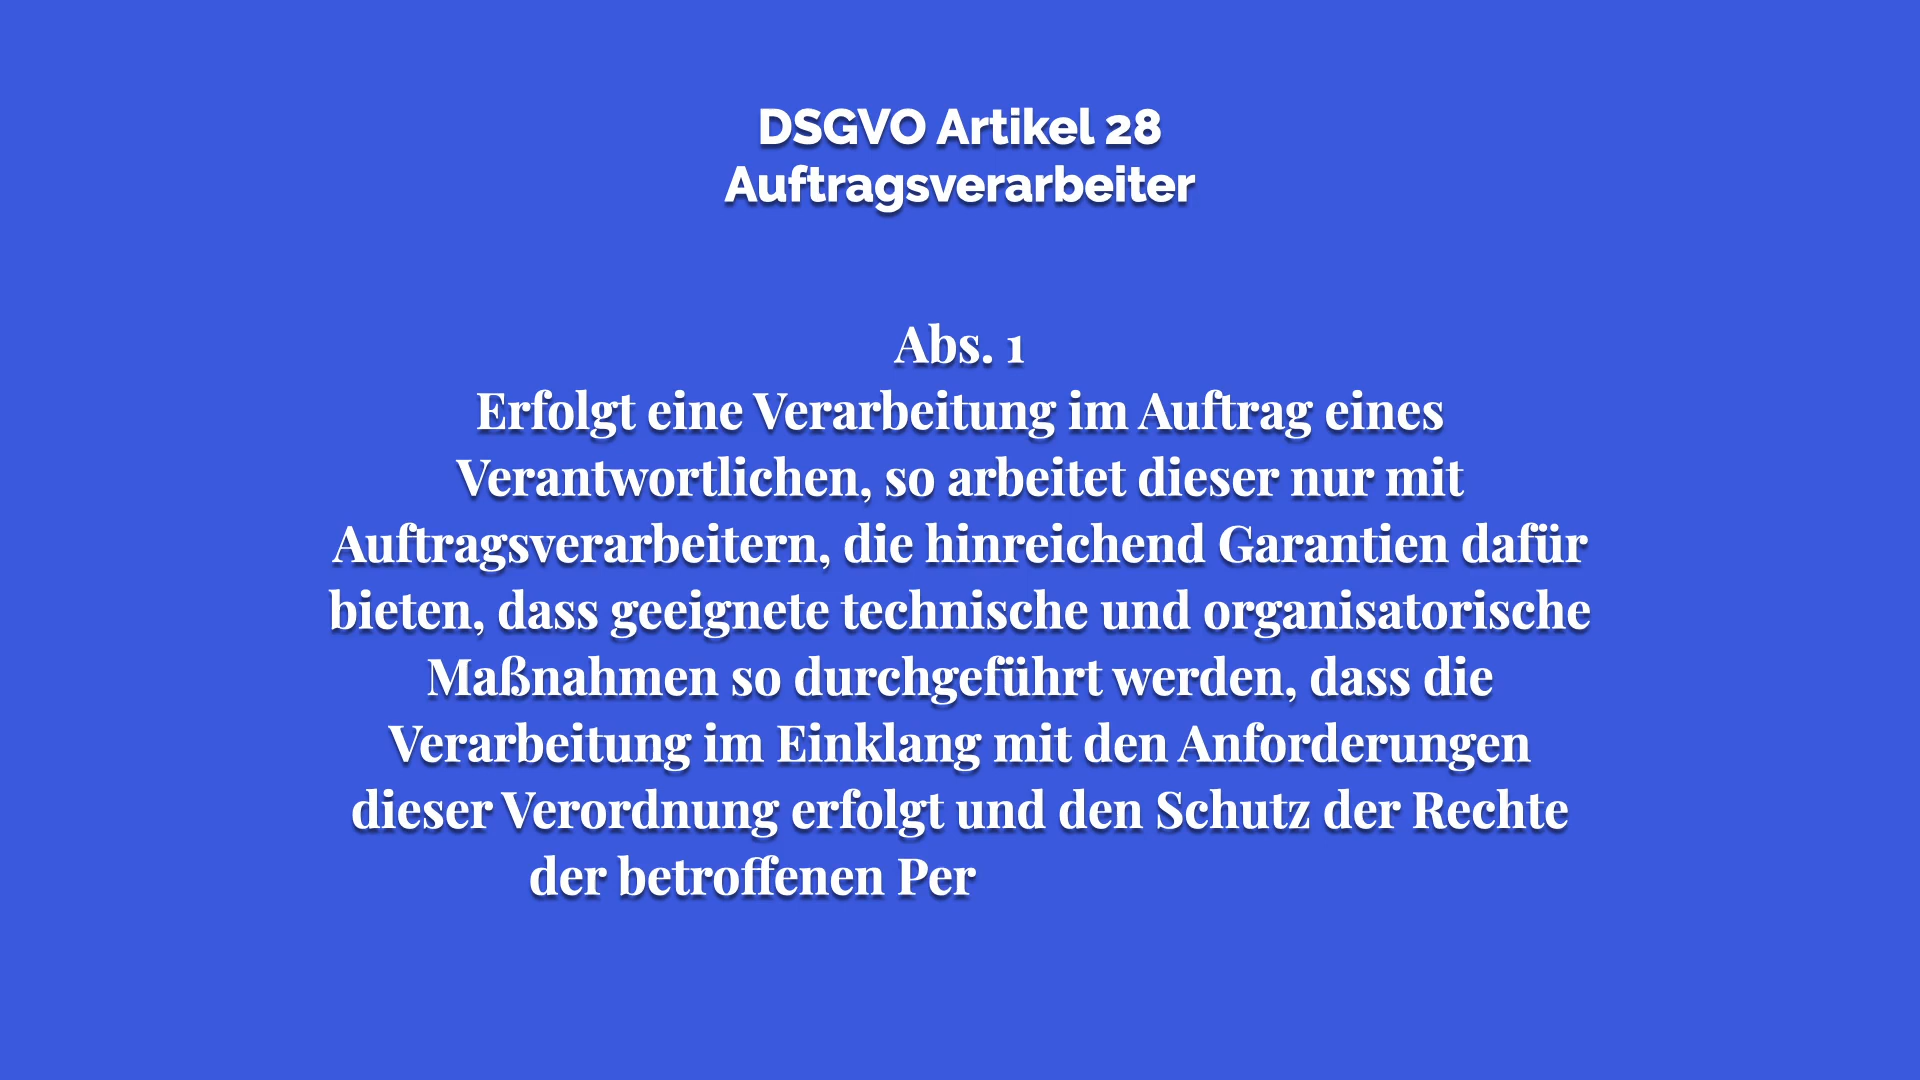 DSGVO Artikel 28
Auftragsverarbeiter
Abs. 1
Erfolgt eine Verarbeitung im Auftrag eines
Verantwortlichen, so arbeitet dieser nur mit
Auftragsverarbeitern, die hinreichend Garantien dafür
bieten, dass geeignete technische und organisatorische
Maßnahmen so durchgeführt werden, dass die
Verarbeitung im Einklang mit den Anforderungen
dieser Verordnung erfolgt und den Schutz der Rechte
der betroffenen Per